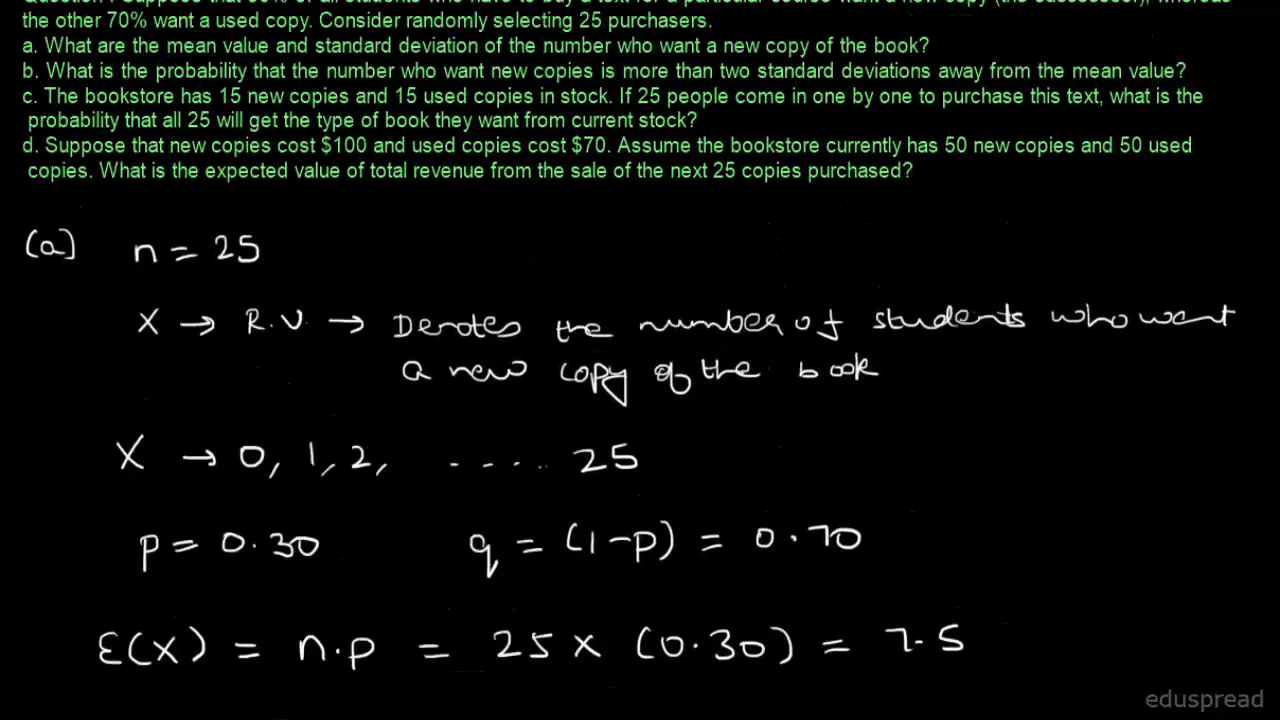 the other 70% want a used copy. Consider randomly selecting 25 purchasers.
a. What are the mean value and standard deviation of the number who want a new copy of the book?
b. What is the probability that the number who want new copies is more than two standard deviations away from the mean value?
c. The bookstore has 15 new copies and 15 used copies in stock. If 25 people come in one by one to purchase this text, what is the
probability that all 25 will get the type of book they want from current stock?
d. Suppose that new copies cost $100 and used copies cost $70. Assume the bookstore currently has 50 new copies and 50 used
copies. What is the expected value of total revenue from the sale of the next 25 copies purchased?
(a) n = 25
X → R.V. → Denotes the number of students who want
a new copy of the book
X → 0, 1, 2, ..... 25
p = 0.30 q = (1-p) = 0.70
E(X) = n.p = 25 x (0.30) = 7.5
eduspread